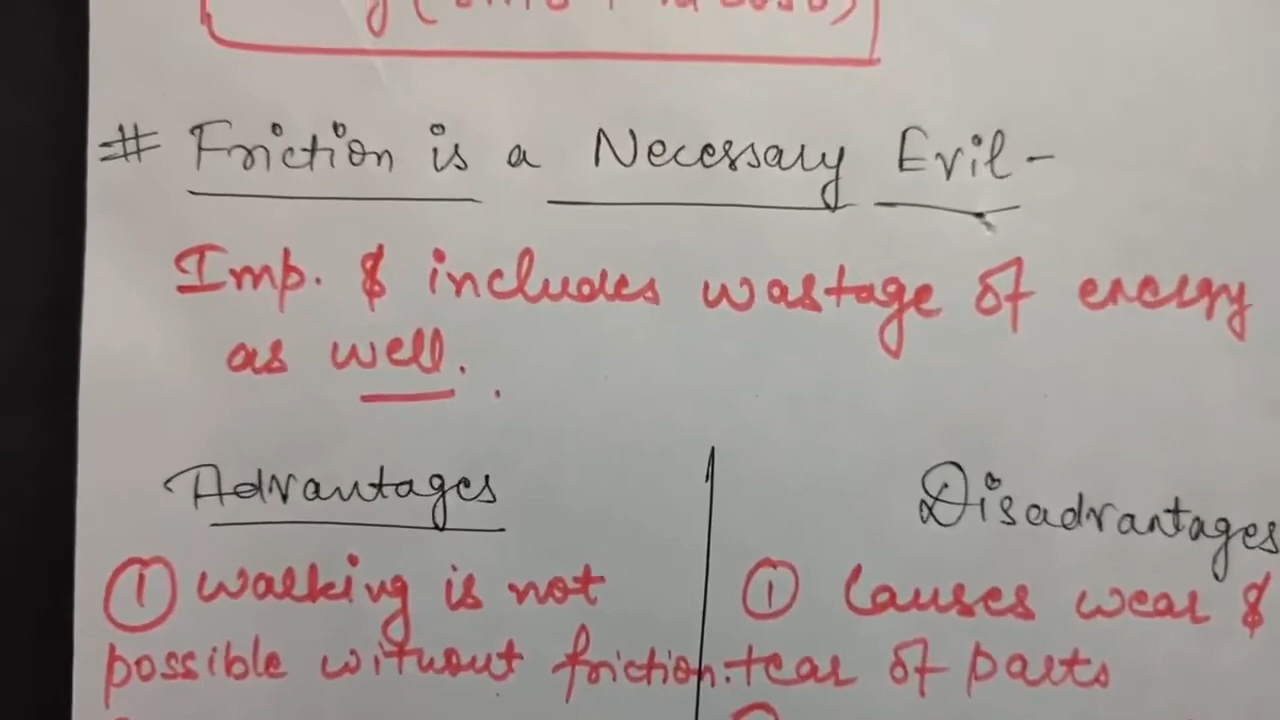 # Friction is a Necessary Evil -
Imp. & includes wastage of energy
as well.
Advantages
Disadvantages
① walking is not
possible without friction.
① Causes wear &
tear of parts